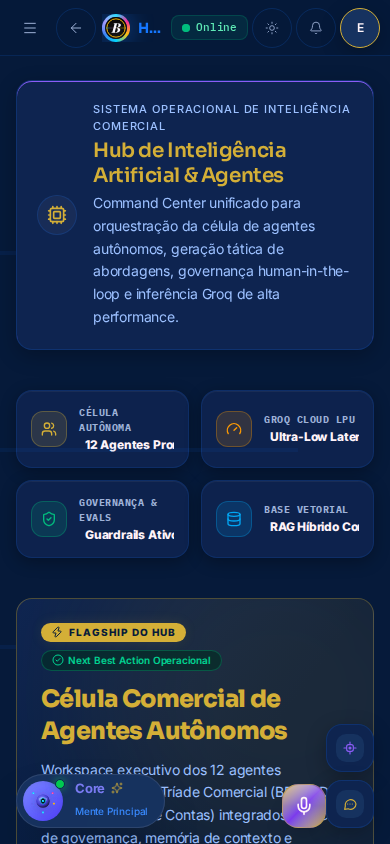 B H... Online E
SISTEMA OPERACIONAL DE INTELIGÊNCIA
COMERCIAL
Hub de Inteligência
Artificial & Agentes
Command Center unificado para
orquestração da célula de agentes
autônomos, geração tática de
abordagens, governança human-in-the-
loop e inferência Groq de alta
performance.
CÉLULA
AUTÔNOMA
12 Agentes Pro
GROQ CLOUD LPU
Ultra-Low Laten
GOVERNANÇA &
EVALS
Guardrails Ativo
BASE VETORIAL
RAG Híbrido Co
FLAGSHIP DO HUB
Next Best Action Operacional
Célula Comercial de
Agentes Autônomos
Workspace executivo dos 12 agentes
Tríade Comercial
Contas) integrados
de governança, memória de contexto e
Core
Mente Principal